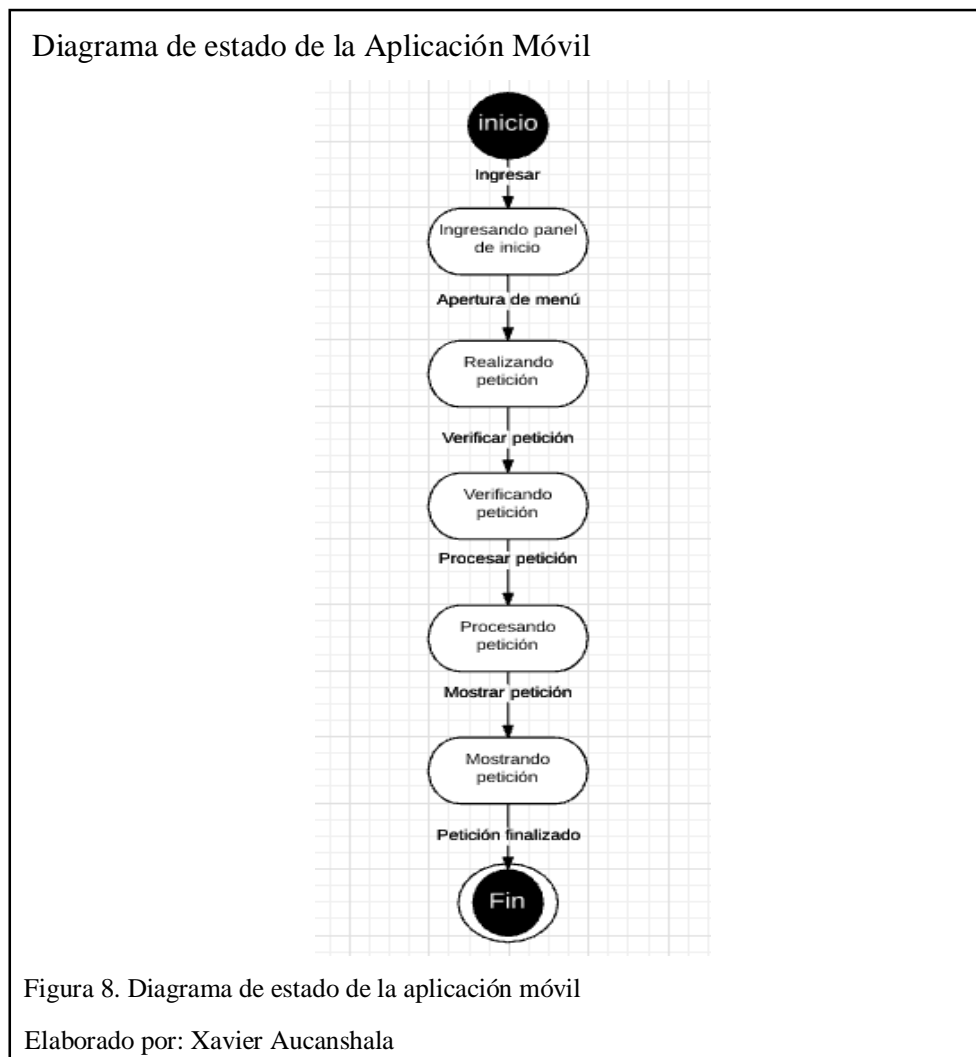 Diagrama de estado de la Aplicación Móvil
inicio
Ingresar
Ingresando panel
de inicio
Apertura de menú
Realizando
petición
Verificar petición
Verificando
petición
Procesar petición
Procesando
petición
Mostrar petición
Mostrando
petición
Petición finalizado
Fin
Figura 8. Diagrama de estado de la aplicación móvil
Elaborado por: Xavier Aucanshala